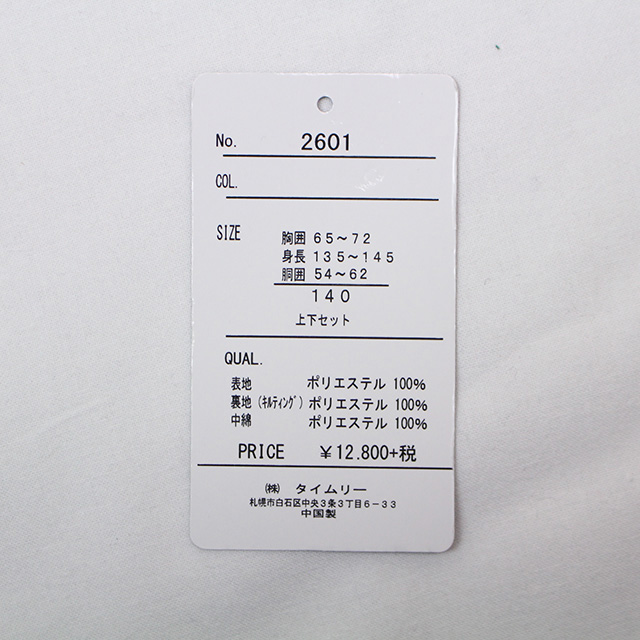 No. 2601
COL.
SIZE 胸囲 65～72
身長 135～145
胴囲 54～62
140
上下セット
QUAL.
表地 ポリエステル 100%
裏地 (ｷﾙﾃｨﾝｸﾞ) ポリエステル 100%
中綿 ポリエステル 100%
PRICE ¥12.800+税
㈱ タイムリー
札幌市白石区中央3条3丁目6-33
中国製